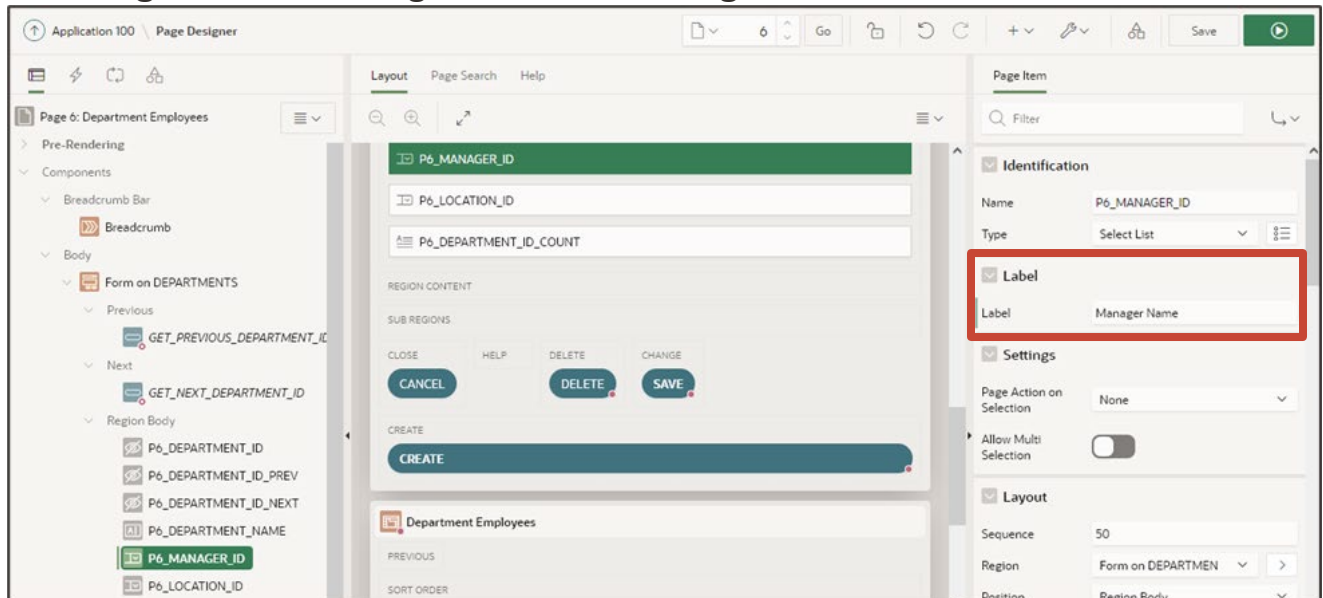 Application 100 \ Page Designer
6
Go
Save
Page 6: Department Employees
Pre-Rendering
Components
Breadcrumb Bar
Breadcrumb
Body
Form on DEPARTMENTS
Previous
GET_PREVIOUS_DEPARTMENT_ID
Next
GET_NEXT_DEPARTMENT_ID
Region Body
P6_DEPARTMENT_ID
P6_DEPARTMENT_ID_PREV
P6_DEPARTMENT_ID_NEXT
P6_DEPARTMENT_NAME
P6_MANAGER_ID
P6_LOCATION_ID
Layout Page Search Help
P6_MANAGER_ID
P6_LOCATION_ID
P6_DEPARTMENT_ID_COUNT
REGION CONTENT
SUB REGIONS
CLOSE HELP DELETE CHANGE
CANCEL DELETE SAVE
CREATE
CREATE
Department Employees
PREVIOUS
SORT ORDER
Page Item
Filter
Identification
Name P6_MANAGER_ID
Type Select List
Label
Label Manager Name
Settings
Page Action on
Selection
None
Allow Multi
Selection
Layout
Sequence 50
Region Form on DEPARTMEN
Position Region Body